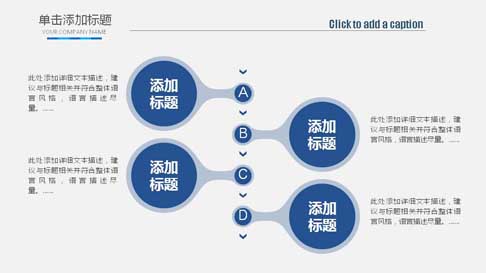 单击添加标题
YOUR COMPANY NAME
Click to add a caption
此处添加详细文本描述，建
议与标题相关并符合整体语
言风格，语言描述尽
量。……
添加
标题
A
B
添加
标题
此处添加详细文本描述，建
议与标题相关并符合整体语
言风格，语言描述尽量。……
此处添加详细文本描述，建
议与标题相关并符合整体语
言风格，语言描述尽
量。……
添加
标题
C
D
添加
标题
此处添加详细文本描述，建
议与标题相关并符合整体语
言风格，语言描述尽量。……